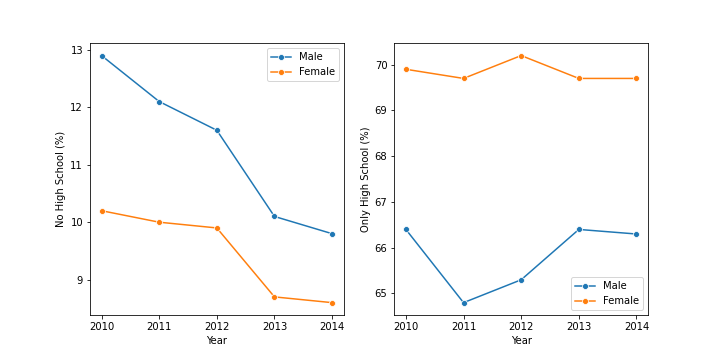 No High School (%)
13
12
11
10
9
Male
Female
2010 2011 2012 2013 2014
Year
Only High School (%)
70
69
68
67
66
65
Male
Female
2010 2011 2012 2013 2014
Year